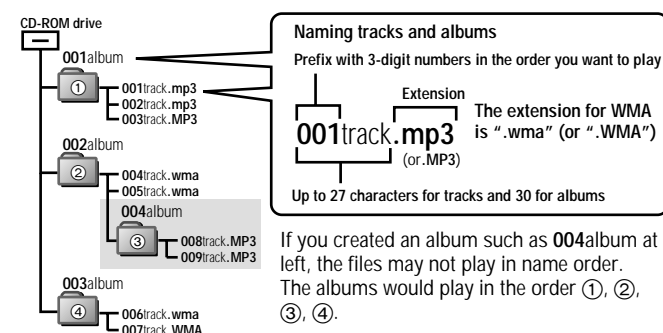 CD-ROM drive
001album
①
001track.mp3
002track.mp3
003track.MP3
002album
②
004track.wma
005track.wma
004album
③
008track.MP3
009track.MP3
003album
④
006track.wma
007track.WMA
Naming tracks and albums
Prefix with 3-digit numbers in the order you want to play
Extension
001track.mp3
(or.MP3)
The extension for WMA
is “.wma” (or “.WMA”)
Up to 27 characters for tracks and 30 for albums
If you created an album such as 004album at
left, the files may not play in name order.
The albums would play in the order ①, ②,
③, ④.